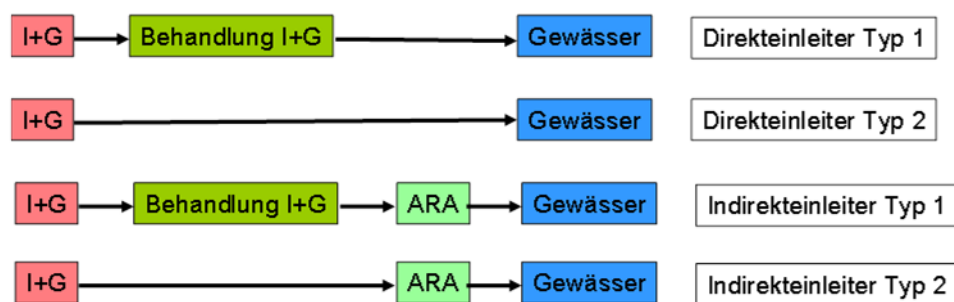 I+G Behandlung I+G Gewässer Direkteinleiter Typ 1
I+G Gewässer Direkteinleiter Typ 2
I+G Behandlung I+G ARA Gewässer Indirekteinleiter Typ 1
I+G ARA Gewässer Indirekteinleiter Typ 2